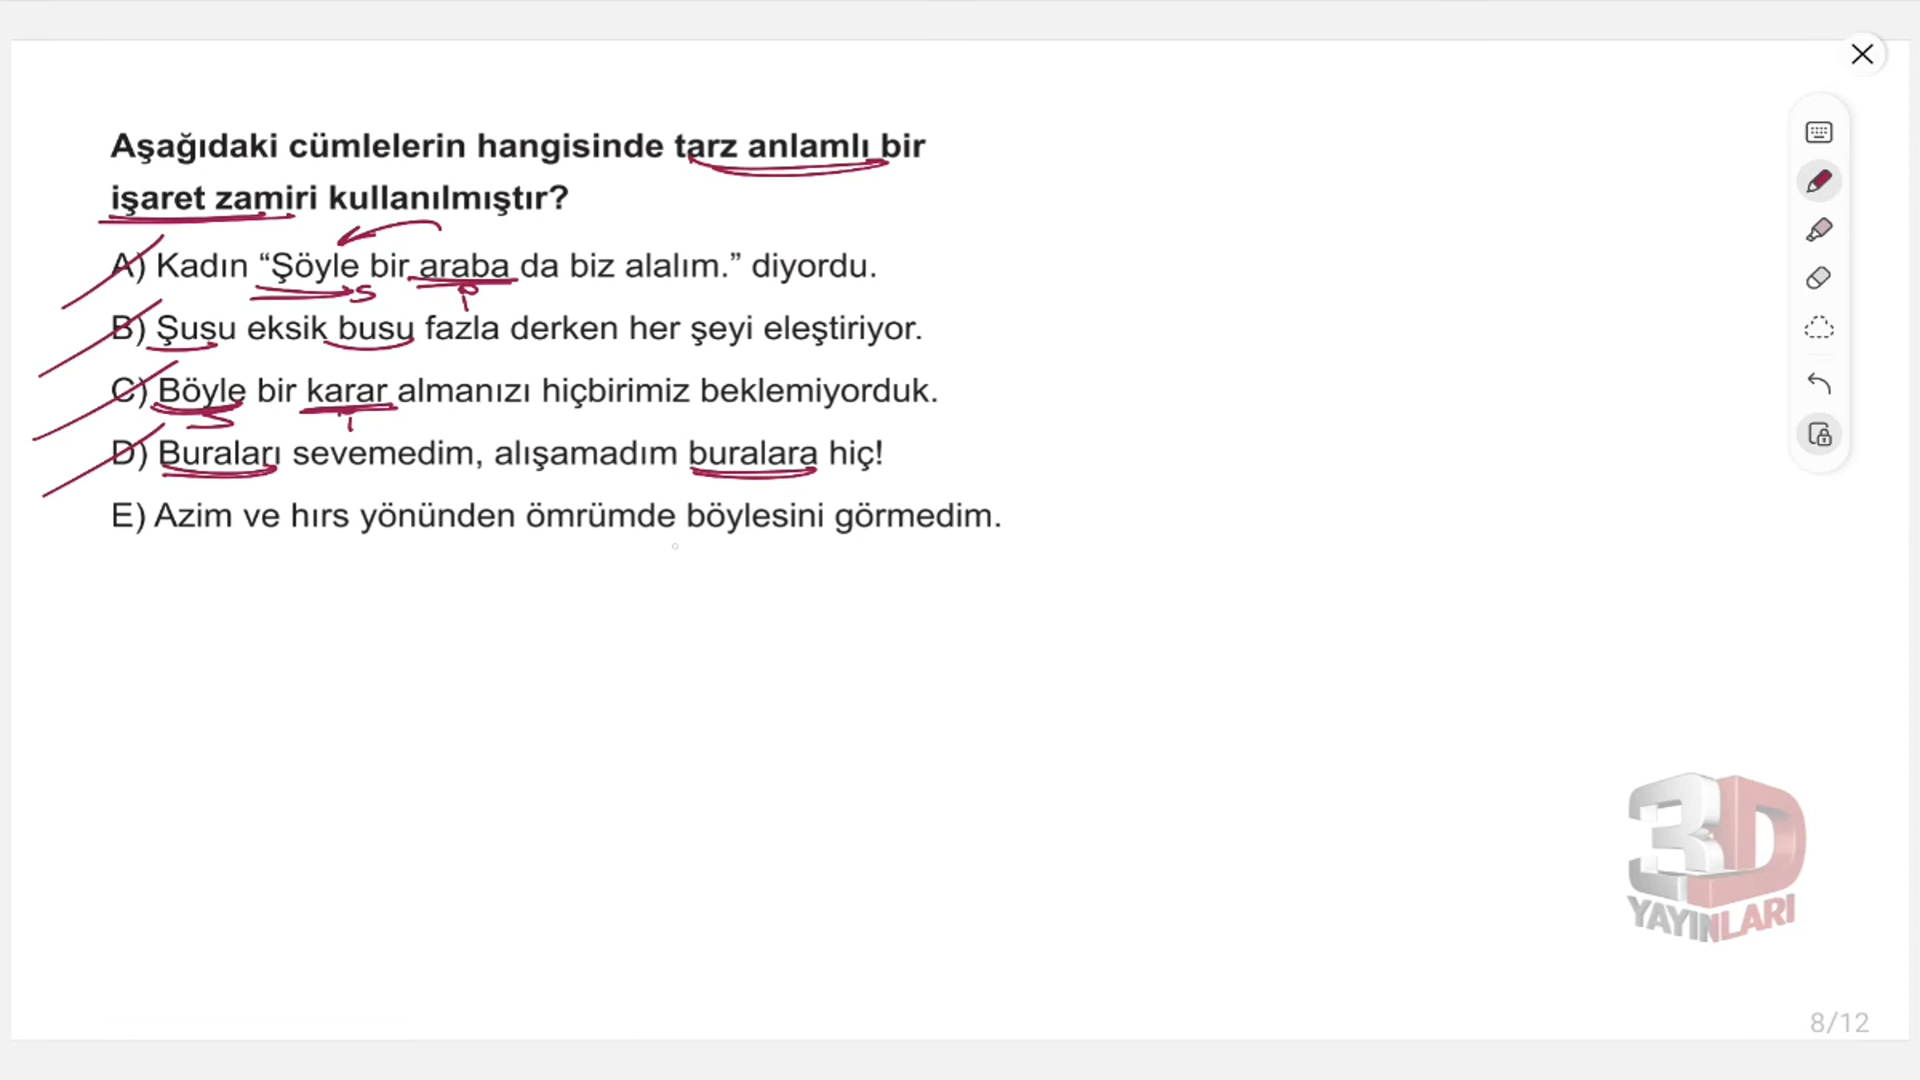 Aşağıdaki cümlelerin hangisinde tarz anlamlı bir
işaret zamiri kullanılmıştır?
A) Kadın “Şöyle bir araba da biz alalım.” diyordu.
S
B) Şusu eksik busu fazla derken her şeyi eleştiriyor.
C) Böyle bir karar almanızı hiçbirimiz beklemiyorduk.
S
D) Buraları sevemedim, alışamadım buralara hiç!
E) Azim ve hırs yönünden ömrümde böylesini görmedim.
3D
YAYINLARI
8/12